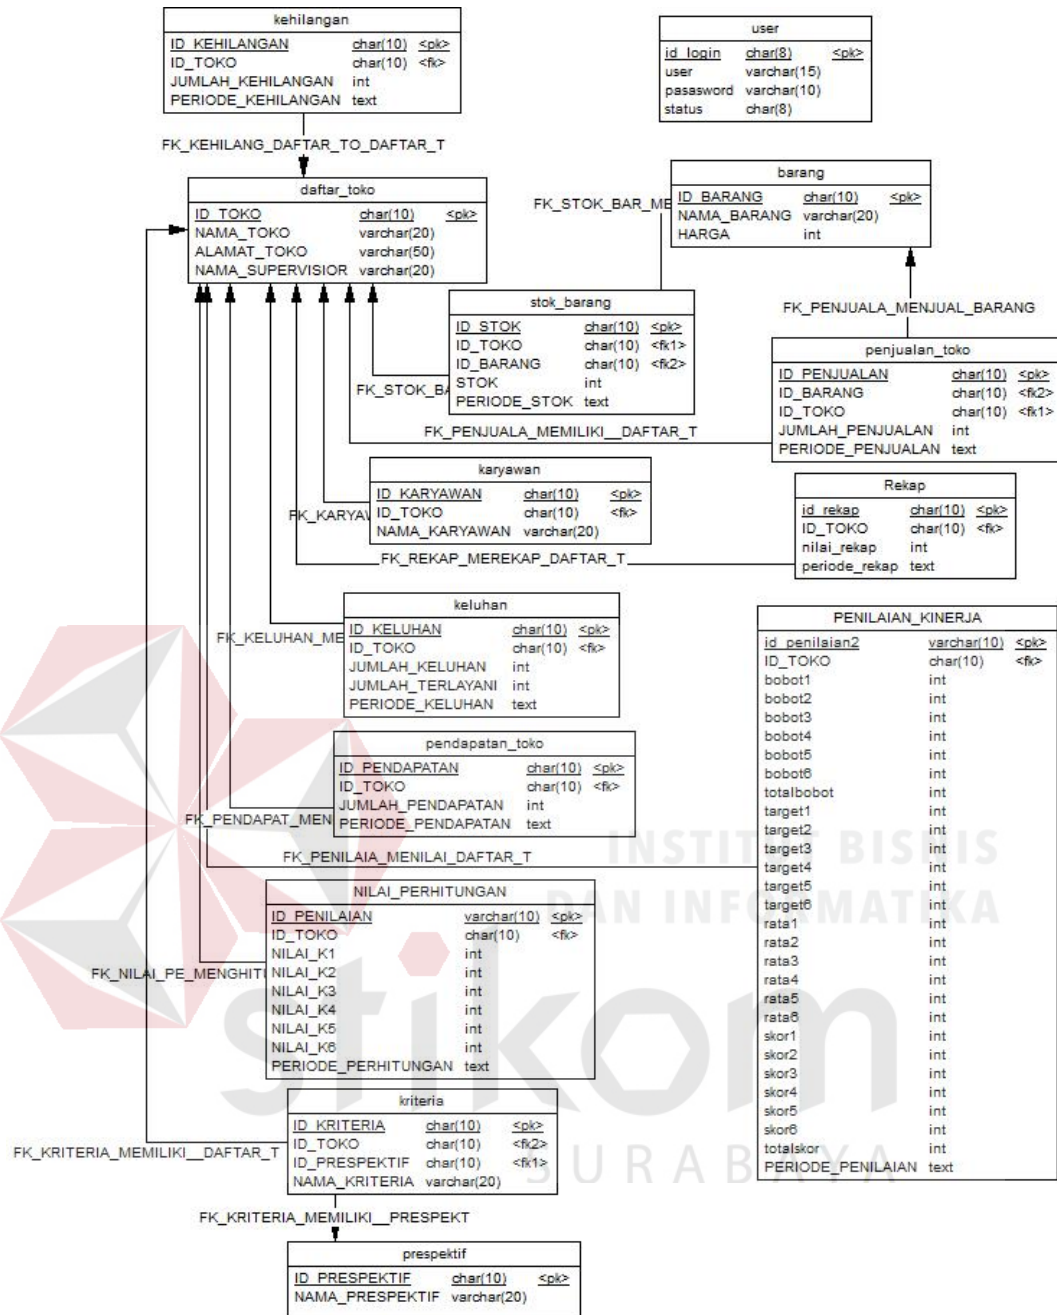 kehilangan
ID_KEHILANGAN char(10) <pk>
ID_TOKO char(10) <fk>
JUMLAH_KEHILANGAN int
PERIODE_KEHILANGAN text
user
id_login char(8) <pk>
user varchar(15)
pasasword varchar(10)
status char(8)
FK_KEHILANG_DAFTAR_TO_DAFTAR_T
daftar_toko
ID_TOKO char(10) <pk>
NAMA_TOKO varchar(20)
ALAMAT_TOKO varchar(50)
NAMA_SUPERVISIOR varchar(20)
barang
ID_BARANG char(10) <pk>
NAMA_BARANG varchar(20)
HARGA int
FK_STOK_BAR_ME
stok_barang
ID_STOK char(10) <pk>
ID_TOKO char(10) <fk1>
ID_BARANG char(10) <fk2>
STOK int
PERIODE_STOK text
FK_STOK_BA
FK_PENJUALA_MENJUAL_BARANG
penjualan_toko
ID_PENJUALAN char(10) <pk>
ID_BARANG char(10) <fk2>
ID_TOKO char(10) <fk1>
JUMLAH_PENJUALAN int
PERIODE_PENJUALAN text
FK_PENJUALA_MEMILIKI__DAFTAR_T
karyawan
ID_KARYAWAN char(10) <pk>
ID_TOKO char(10) <fk>
NAMA_KARYAWAN varchar(20)
FK_KARYAV
Rekap
id_rekap char(10) <pk>
ID_TOKO char(10) <fk>
nilai_rekap int
periode_rekap text
FK_REKAP_MEREKAP_DAFTAR_T
keluhan
ID_KELUHAN char(10) <pk>
ID_TOKO char(10) <fk>
JUMLAH_KELUHAN int
JUMLAH_TERLAYANI int
PERIODE_KELUHAN text
FK_KELUHAN_ME
PENILAIAN_KINERJA
id_penilaian2 varchar(10) <pk>
ID_TOKO char(10) <fk>
bobot1 int
bobot2 int
bobot3 int
bobot4 int
bobot5 int
bobot6 int
totalbobot int
target1 int
target2 int
target3 int
target4 int
target5 int
target6 int
rata1 int
rata2 int
rata3 int
rata4 int
rata5 int
rata6 int
skor1 int
skor2 int
skor3 int
skor4 int
skor5 int
skor6 int
totalskor int
PERIODE_PENILAIAN text
pendapatan_toko
ID_PENDAPATAN char(10) <pk>
ID_TOKO char(10) <fk>
JUMLAH_PENDAPATAN int
PERIODE_PENDAPATAN text
FK_PENDAPAT_MEN
FK_PENILAIA_MENILAI_DAFTAR_T
NILAI_PERHITUNGAN
ID_PENILAIAN varchar(10) <pk>
ID_TOKO char(10) <fk>
NILAI_K1 int
NILAI_K2 int
NILAI_K3 int
NILAI_K4 int
NILAI_K5 int
NILAI_K6 int
PERIODE_PERHITUNGAN text
FK_NILAI_PE_MENGHITU
kriteria
ID_KRITERIA char(10) <pk>
ID_TOKO char(10) <fk2>
ID_PRESPEKTIF char(10) <fk1>
NAMA_KRITERIA varchar(20)
FK_KRITERIA_MEMILIKI__DAFTAR_T
FK_KRITERIA_MEMILIKI__PRESPEKT
prespektif
ID_PRESPEKTIF char(10) <pk>
NAMA_PRESPEKTIF varchar(20)
INSTITUT BISNIS
DAN INFORMATIKA
stikom
SURABAYA